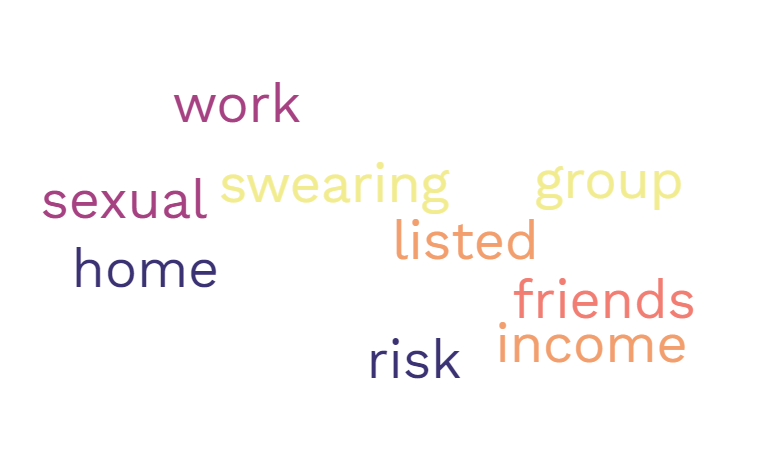 work
sexual swearing group
listed
home
friends
income
risk